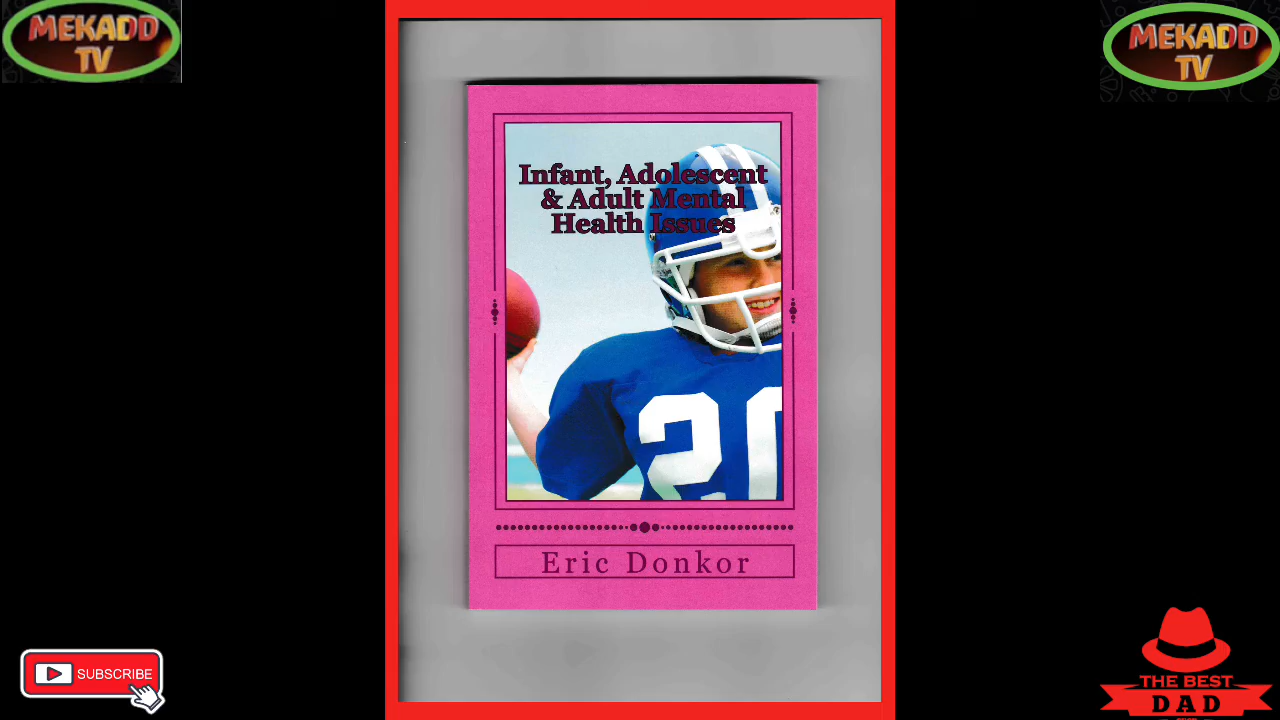 MEKADD
TV
MEKADD
TV
Infant, Adolescent
& Adult Mental
Health Issues
20
Eric Donkor
SUBSCRIBE
THE BEST
DAD